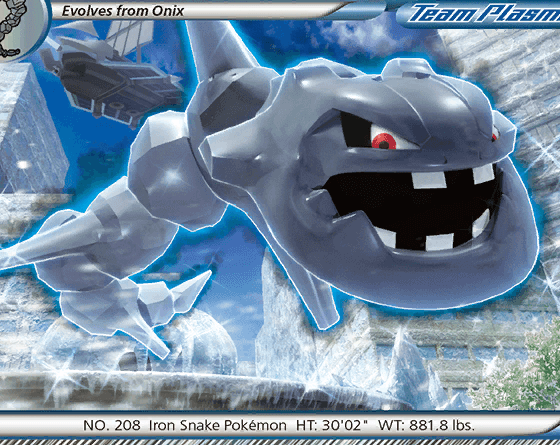 Evolves from Onix
Team Plasm
NO. 208 Iron Snake Pokémon HT: 30'02" WT: 881.8 lbs.